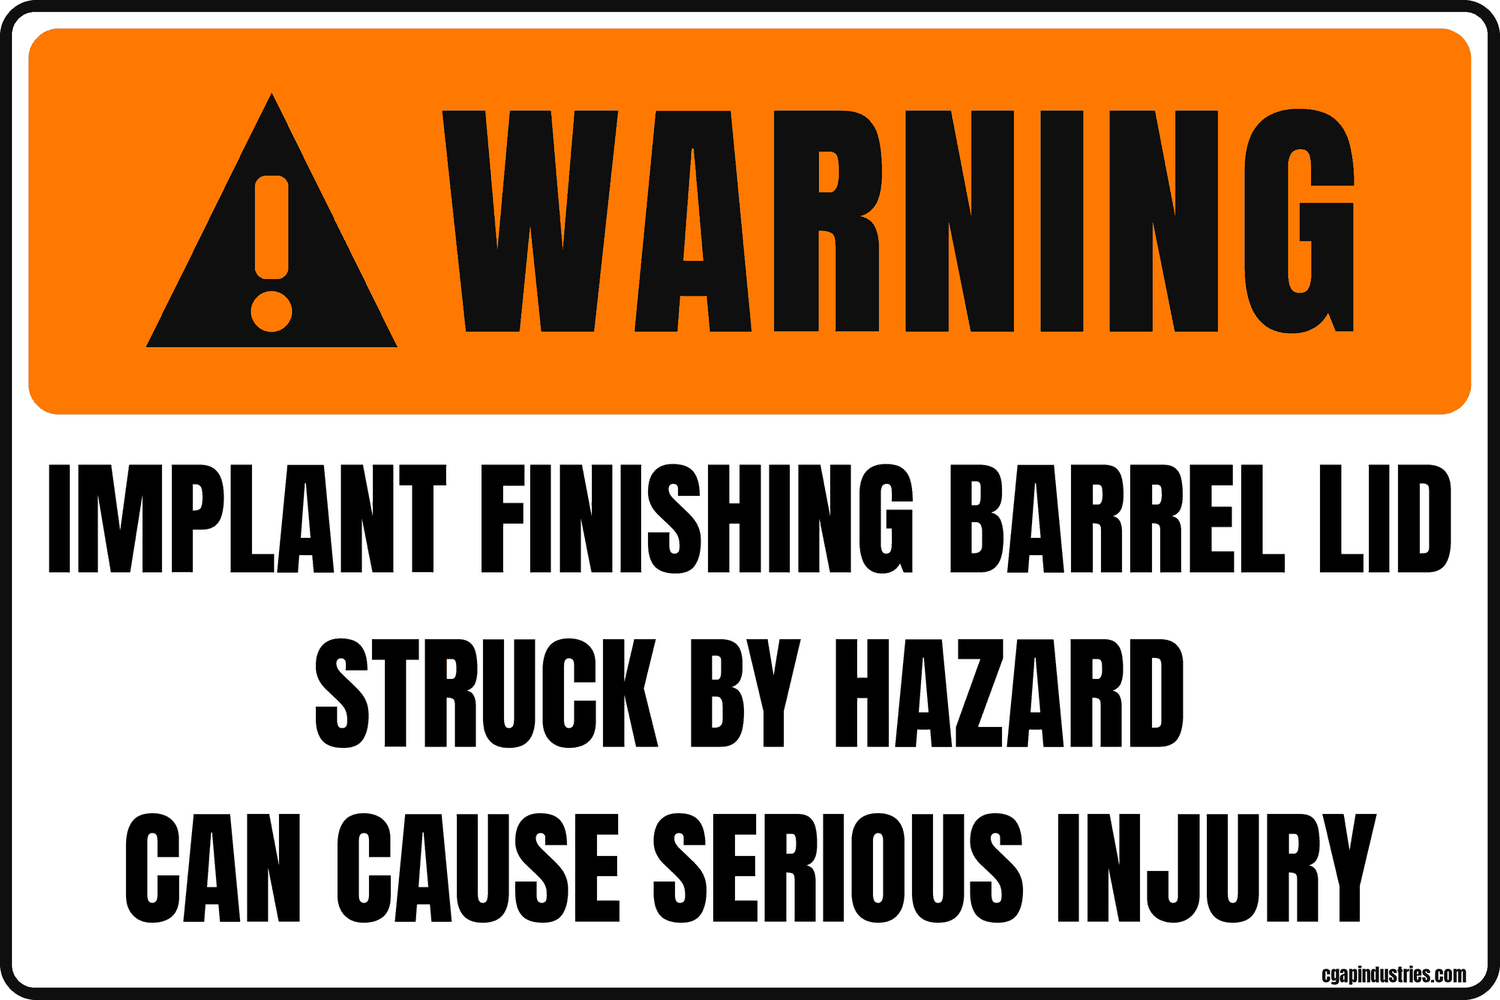 WARNING
IMPLANT FINISHING BARREL LID
STRUCK BY HAZARD
CAN CAUSE SERIOUS INJURY
cgapindustries.com